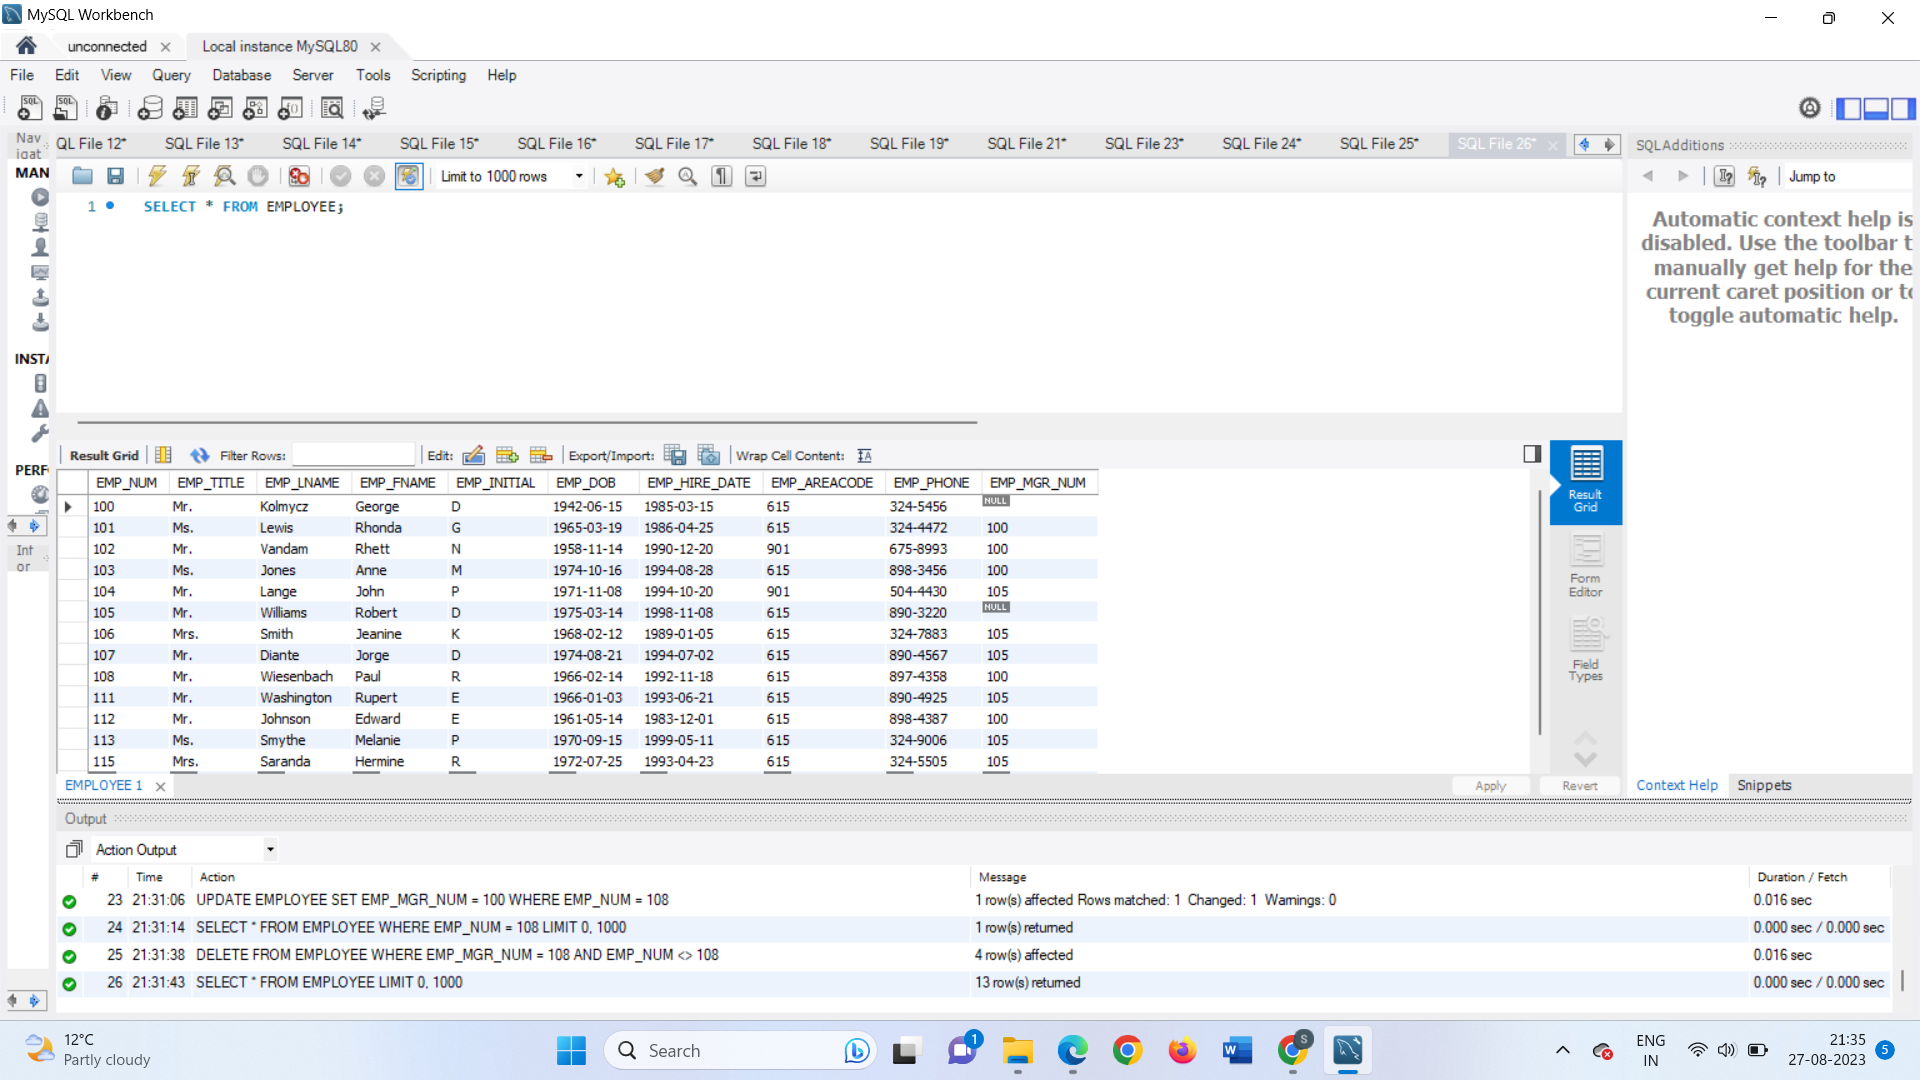 MySQL Workbench
unconnected
Local instance MySQL80
File Edit View Query Database Server Tools Scripting Help
Nav
igat
QL File 12* SQL File 13* SQL File 14* SQL File 15* SQL File 16* SQL File 17* SQL File 18* SQL File 19* SQL File 21* SQL File 23* SQL File 24* SQL File 25* SQL File 26*
SQLAdditions
Limit to 1000 rows
Jump to
MAN
INSTA
PERF
Inf
or
1 SELECT * FROM EMPLOYEE;
Automatic context help is
disabled. Use the toolbar t
manually get help for the
current caret position or to
toggle automatic help.
Result Grid Filter Rows: Edit: Export/Import: Wrap Cell Content:
EMP_NUM EMP_TITLE EMP_LNAME EMP_FNAME EMP_INITIAL EMP_DOB EMP_HIRE_DATE EMP_AREACODE EMP_PHONE EMP_MGR_NUM
100 Mr. Kolmycz George D 1942-06-15 1985-03-15 615 324-5456 NULL
101 Ms. Lewis Rhonda G 1965-03-19 1986-04-25 615 324-4472 100
102 Mr. Vandam Rhett N 1958-11-14 1990-12-20 901 675-8993 100
103 Ms. Jones Anne M 1974-10-16 1994-08-28 615 898-3456 100
104 Mr. Lange John P 1971-11-08 1994-10-20 901 504-4430 105
105 Mr. Williams Robert D 1975-03-14 1998-11-08 615 890-3220 NULL
106 Mrs. Smith Jeanine K 1968-02-12 1989-01-05 615 324-7883 105
107 Mr. Diante Jorge D 1974-08-21 1994-07-02 615 890-4567 105
108 Mr. Wiesenbach Paul R 1966-02-14 1992-11-18 615 897-4358 100
111 Mr. Washington Rupert E 1966-01-03 1993-06-21 615 890-4925 105
112 Mr. Johnson Edward E 1961-05-14 1983-12-01 615 898-4387 100
113 Ms. Smythe Melanie P 1970-09-15 1999-05-11 615 324-9006 105
115 Mrs. Saranda Hermine R 1972-07-25 1993-04-23 615 324-5505 105
Result
Grid
Form
Editor
Field
Types
EMPLOYEE 1
Apply Revert
Context Help Snippets
Output
Action Output
# Time Action Message Duration / Fetch
23 21:31:06 UPDATE EMPLOYEE SET EMP_MGR_NUM = 100 WHERE EMP_NUM = 108 1 row(s) affected Rows matched: 1 Changed: 1 Warnings: 0 0.016 sec
24 21:31:14 SELECT * FROM EMPLOYEE WHERE EMP_NUM = 108 LIMIT 0, 1000 1 row(s) returned 0.000 sec / 0.000 sec
25 21:31:38 DELETE FROM EMPLOYEE WHERE EMP_MGR_NUM = 108 AND EMP_NUM <> 108 4 row(s) affected 0.016 sec
26 21:31:43 SELECT * FROM EMPLOYEE LIMIT 0, 1000 13 row(s) returned 0.000 sec / 0.000 sec
12°C
Partly cloudy
Search
1
S
ENG
IN
21:35
27-08-2023
5